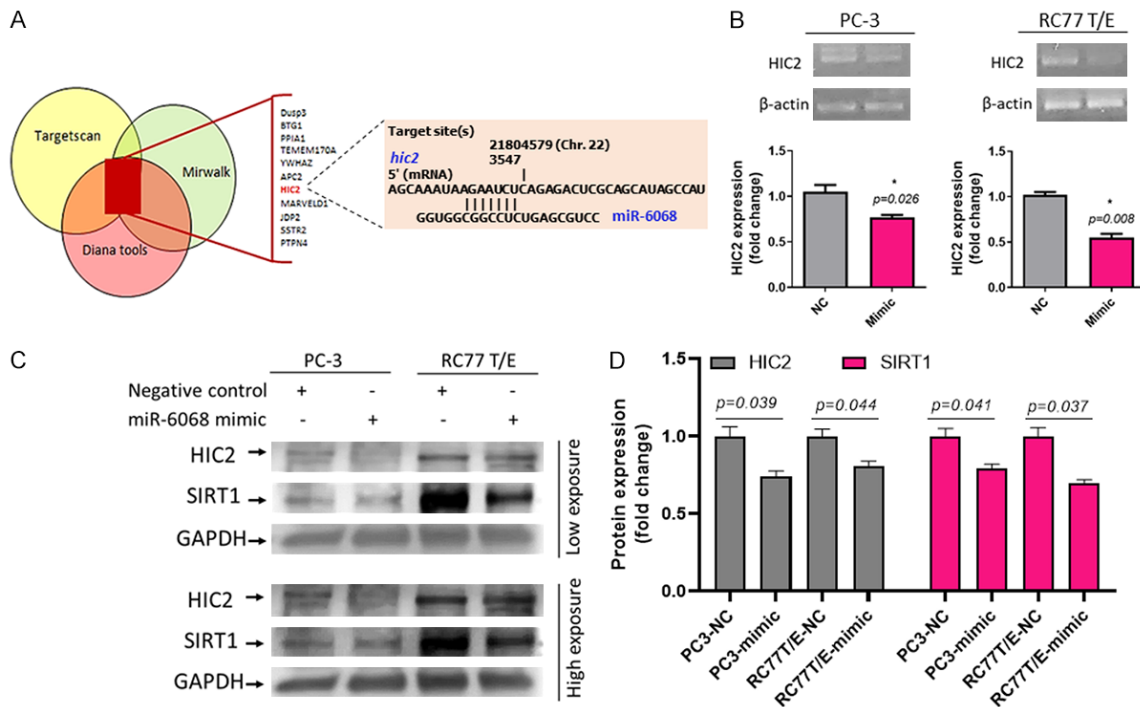 A
Targetscan
Mirwalk
Diana tools
Dusp3
BTG1
PPIA1
TEMEM170A
YWHAZ
APC2
HIC2
MARVELD1
JDP2
SSTR2
PTPN4
Target site(s)
21804579 (Chr. 22)
hic2 3547
5' (mRNA) |
AGCAAAUAAGAAUCUCAGAGACUCGCAGCAUAGCCAU
|||||||
GGUGGCGGCCUCUGAGCGUCC miR-6068
B
PC-3
HIC2
β-actin
HIC2 expression
(fold change)
1.5
1.0
0.5
0.0
*
p=0.026
NC
Mimic
RC77 T/E
HIC2
β-actin
HIC2 expression
(fold change)
1.5
1.0
0.5
0.0
*
p=0.008
NC
Mimic
C
PC-3 RC77 T/E
Negative control + - + -
miR-6068 mimic - + - +
HIC2
SIRT1
GAPDH
Low exposure
HIC2
SIRT1
GAPDH
High exposure
D
HIC2 SIRT1
Protein expression
(fold change)
1.5
1.0
0.5
0.0
p=0.039 p=0.044 p=0.041 p=0.037
PC3-NC
PC3-mimic
RC77T/E-NC
RC77T/E-mimic
PC3-NC
PC3-mimic
RC77T/E-NC
RC77T/E-mimic